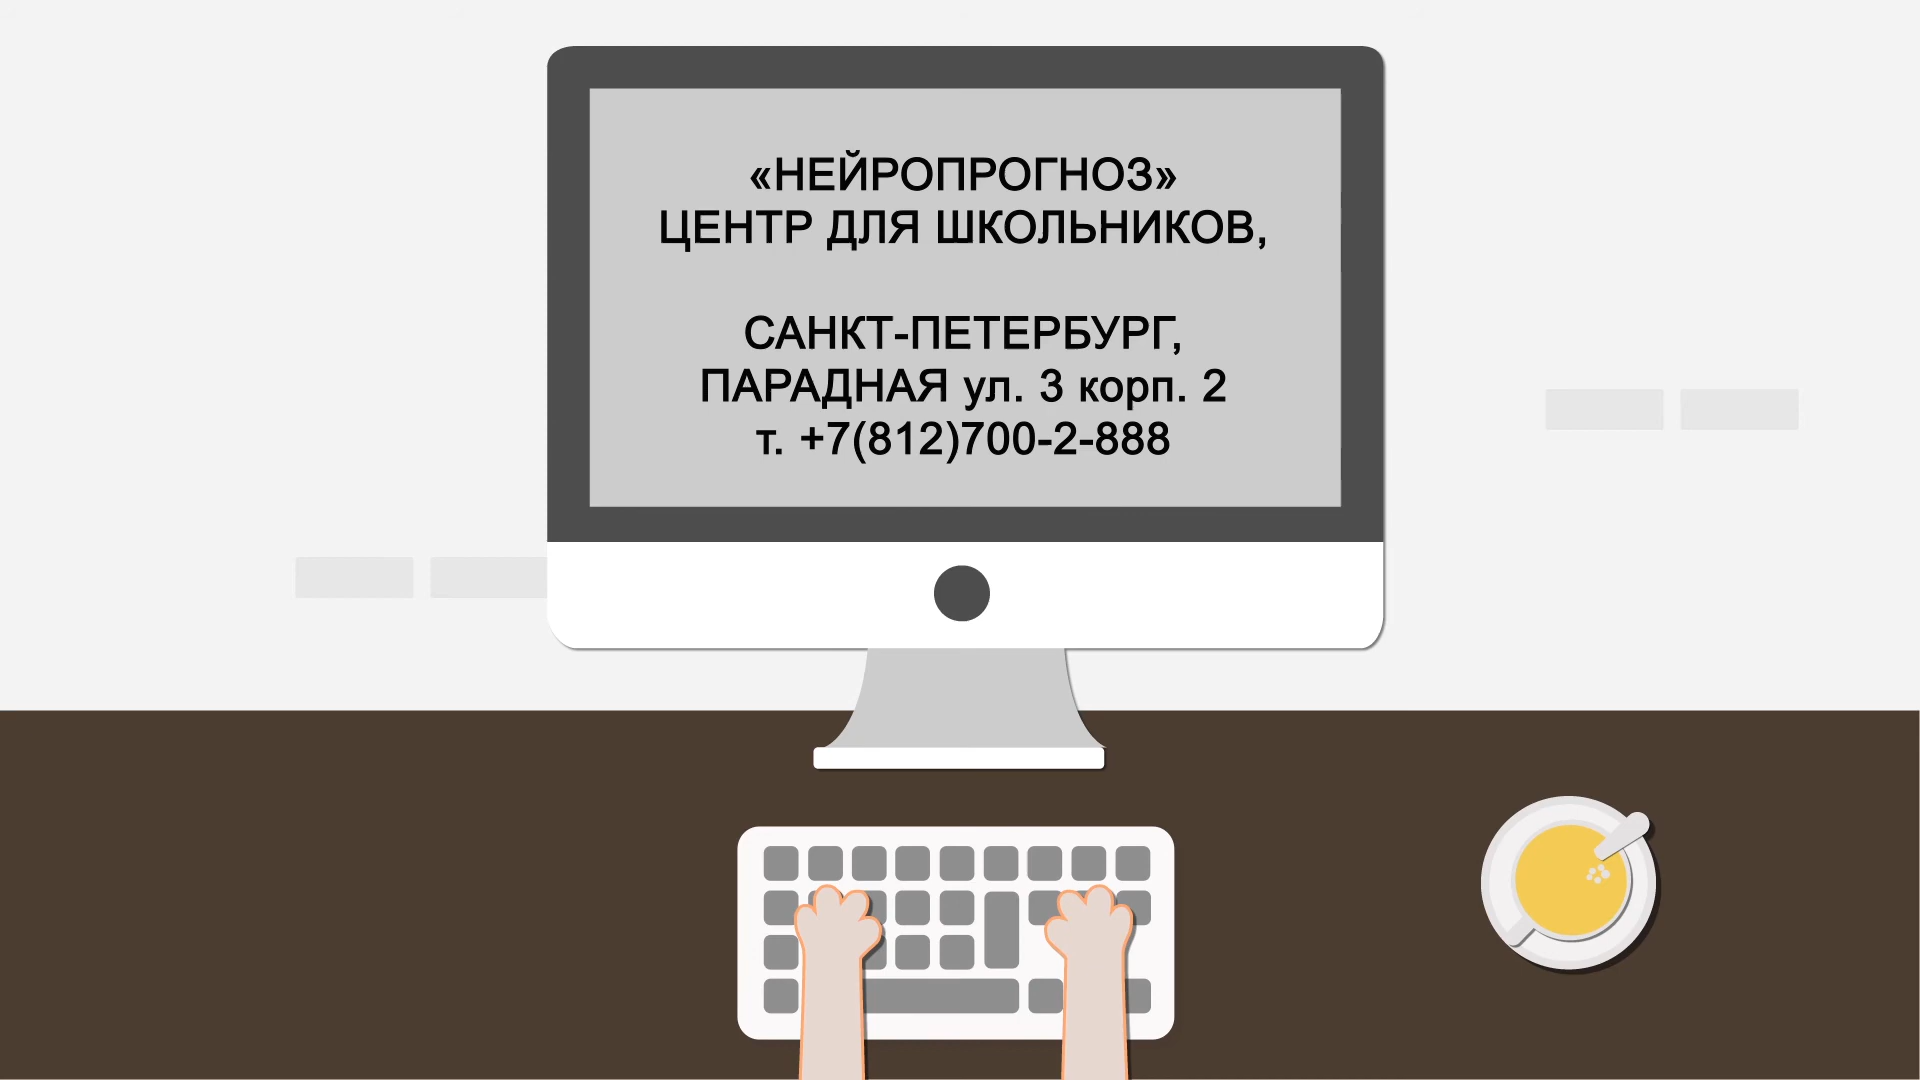 «НЕЙРОПРОГНОЗ»
ЦЕНТР ДЛЯ ШКОЛЬНИКОВ,
САНКТ-ПЕТЕРБУРГ,
ПАРАДНАЯ ул. 3 корп. 2
т. +7(812)700-2-888